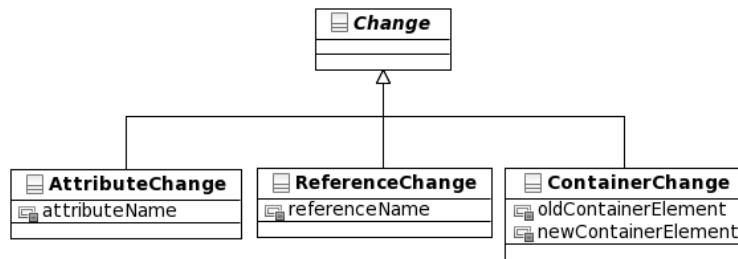 Change
AttributeChange
attributeName
ReferenceChange
referenceName
ContainerChange
oldContainerElement
newContainerElement